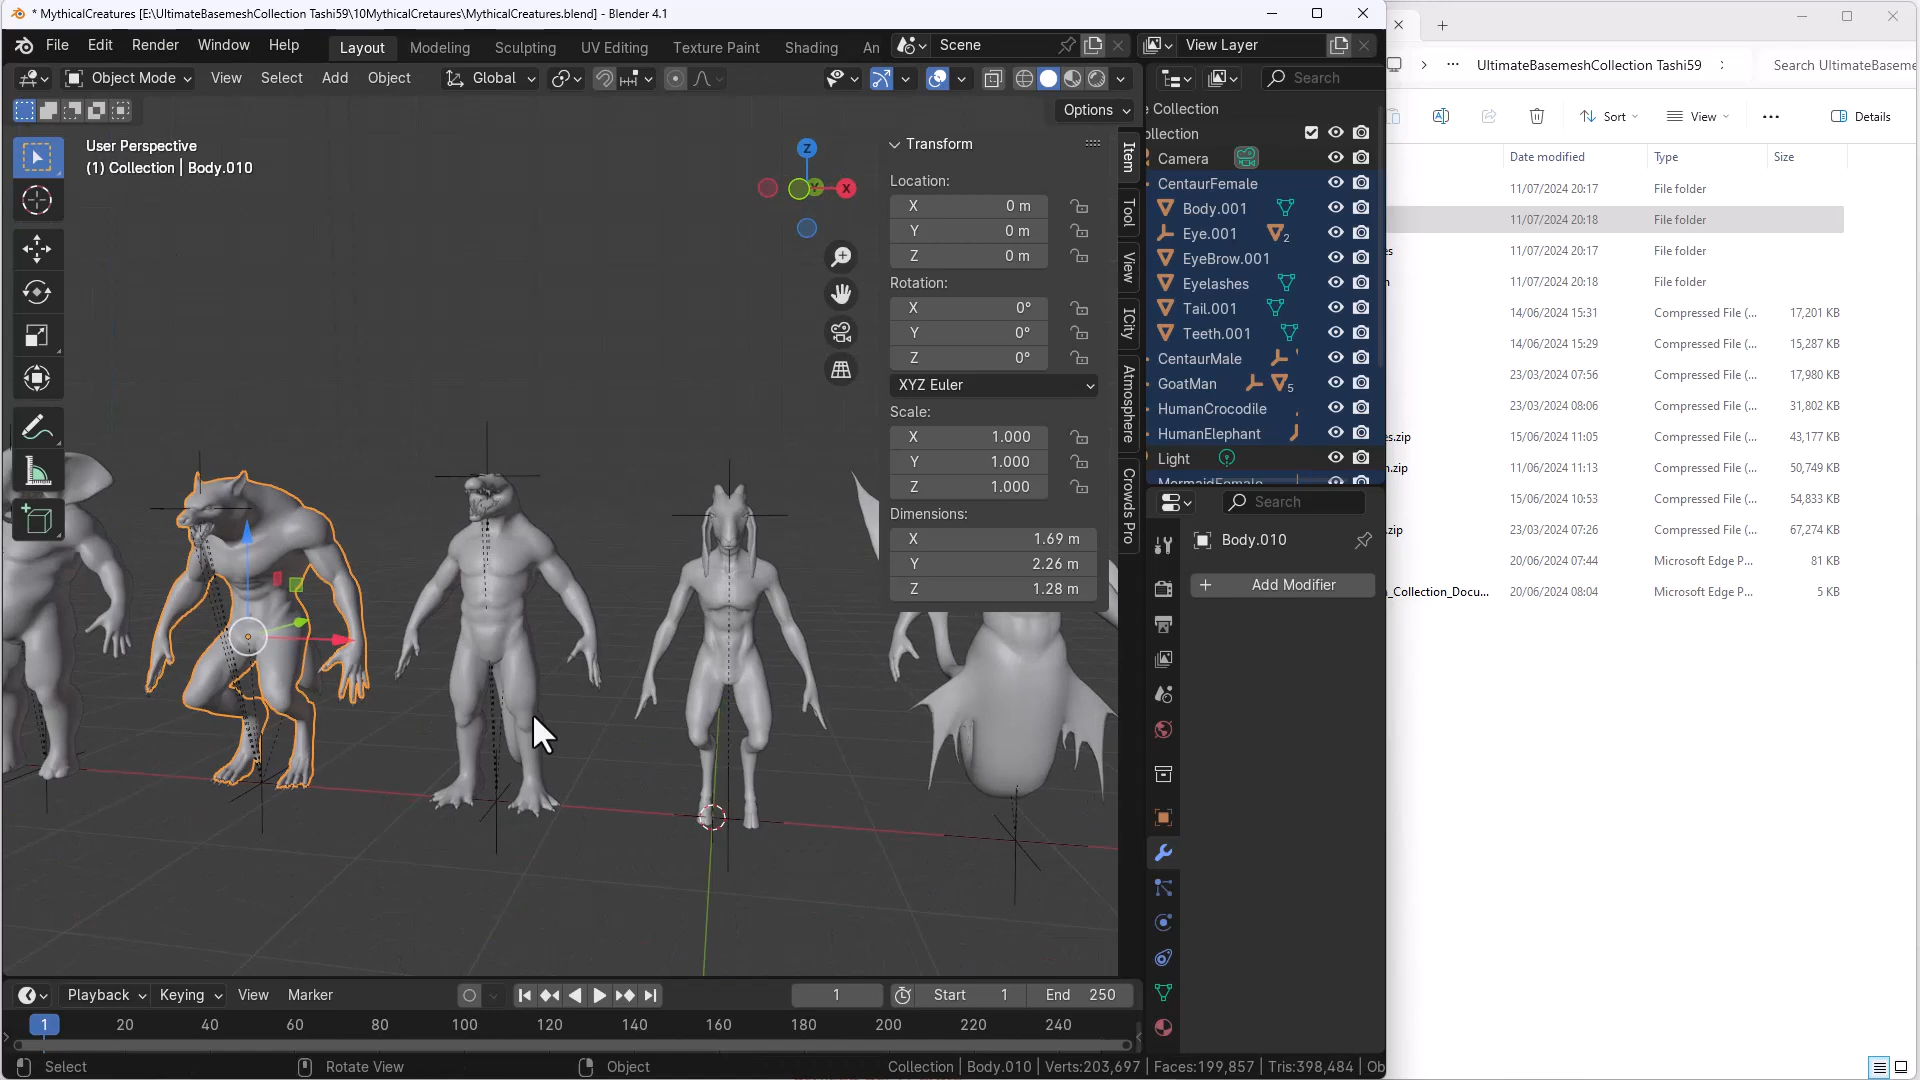 * MythicalCreatures [E:\UltimateBasemeshCollection Tashi59\10MythicalCretaures\MythicalCreatures.blend] - Blender 4.1
File Edit Render Window Help
Layout Modeling Sculpting UV Editing Texture Paint Shading An
Scene
View Layer
Object Mode View Select Add Object
Global
Search
Options
User Perspective
(1) Collection | Body.010
Z
X
Transform
Location:
X 0 m
Y 0 m
Z 0 m
Rotation:
X 0°
Y 0°
Z 0°
XYZ Euler
Scale:
X 1.000
Y 1.000
Z 1.000
Dimensions:
X 1.69 m
Y 2.26 m
Z 1.28 m
Item
Tool
View
ICity
Atmosphere
Crowds Pro
Collection
ollection
Camera
CentaurFemale
Body.001
Eye.001 2
EyeBrow.001
Eyelashes
Tail.001
Teeth.001
CentaurMale
GoatMan 5
HumanCrocodile
HumanElephant
Light
MermaidFemale
Search
Body.010
Add Modifier
Playback Keying View Marker
1
Start 1
End 250
1 20 40 60 80 100 120 140 160 180 200 220 240
Select
Rotate View
Object
Collection | Body.010 | Verts:203,697 | Faces:199,857 | Tris:398,484 | Ob
UltimateBasemeshCollection Tashi59
Search UltimateBaseme
Sort View Details
Date modified Type Size
11/07/2024 20:17 File folder
11/07/2024 20:18 File folder
es 11/07/2024 20:17 File folder
n 11/07/2024 20:18 File folder
14/06/2024 15:31 Compressed File (... 17,201 KB
14/06/2024 15:29 Compressed File (... 15,287 KB
23/03/2024 07:56 Compressed File (... 17,980 KB
23/03/2024 08:06 Compressed File (... 31,802 KB
es.zip 15/06/2024 11:05 Compressed File (... 43,177 KB
n.zip 11/06/2024 11:13 Compressed File (... 50,749 KB
15/06/2024 10:53 Compressed File (... 54,833 KB
.zip 23/03/2024 07:26 Compressed File (... 67,274 KB
20/06/2024 07:44 Microsoft Edge P... 81 KB
_Collection_Docu... 20/06/2024 08:04 Microsoft Edge P... 5 KB